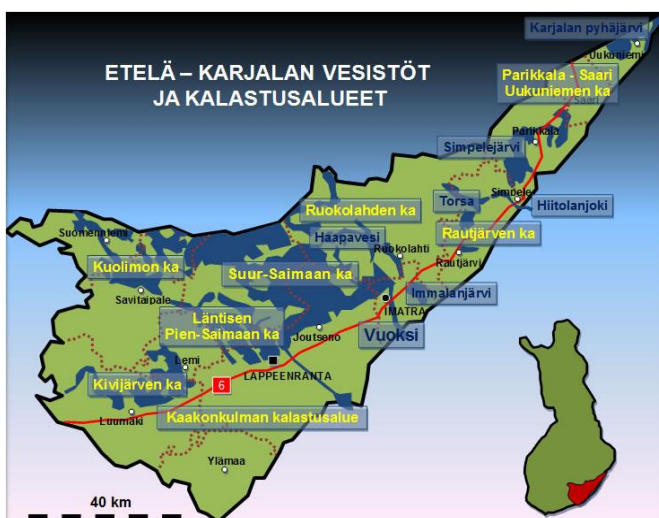 Karjalan pyhäjärvi
Uukuniemi
ETELÄ – KARJALAN VESISTÖT
JA KALASTUSALUEET
Parikkala - Saari
Uukuniemen ka
Saari
Parikkala
Simpelejärvi
Simpele
Torsa
Hiitolanjoki
Ruokolahden ka
Haapavesi
Ruokolahti
Rautjärven ka
Rautjärvi
Suomenniemi
Kuolimon ka
Suur-Saimaan ka
Savitaipale
Immalanjärvi
IMATRA
Läntisen
Pien-Saimaan ka
Joutseno
Vuoksi
Lemi
LAPPEENRANTA
Kivijärven ka
6
Luumäki
Kaakonkulman kalastusalue
Ylämaa
40 km